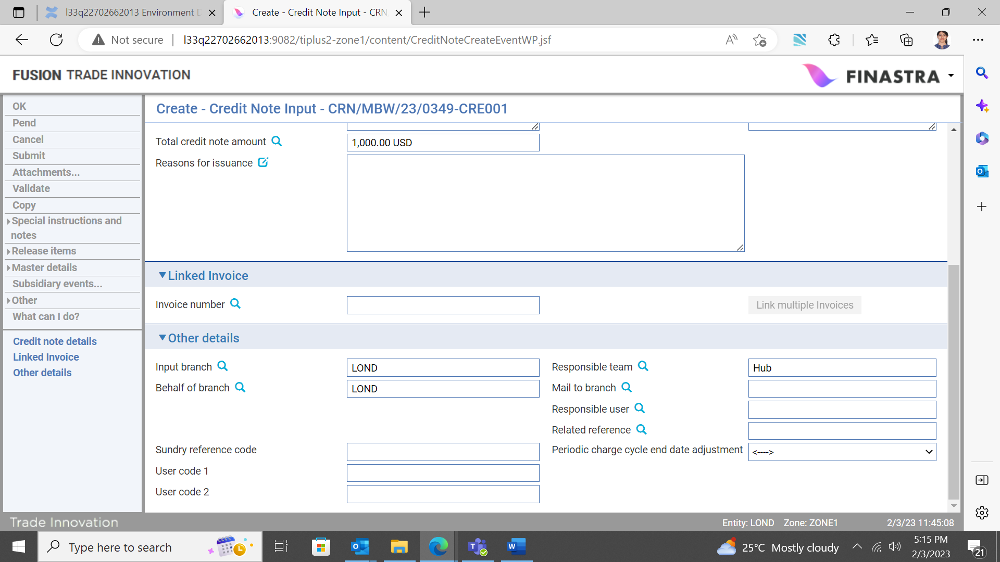 l33q22702662013 Environment D
Create - Credit Note Input - CRN
Not secure
l33q22702662013:9082/tiplus2-zone1/content/CreditNoteCreateEventWP.jsf
FUSION TRADE INNOVATION
FINASTRA
OK
Pend
Cancel
Submit
Attachments...
Validate
Copy
Special instructions and
notes
Release items
Master details
Subsidiary events...
Other
What can I do?
Credit note details
Linked Invoice
Other details
Create - Credit Note Input - CRN/MBW/23/0349-CRE001
Total credit note amount
1,000.00 USD
Reasons for issuance
Linked Invoice
Invoice number
Link multiple Invoices
Other details
Input branch
LOND
Responsible team
Hub
Behalf of branch
LOND
Mail to branch
Responsible user
Related reference
Sundry reference code
Periodic charge cycle end date adjustment
<---->
User code 1
User code 2
Trade Innovation
Entity: LOND Zone: ZONE1
2/3/23 11:45:08
Type here to search
25°C Mostly cloudy
5:15 PM
2/3/2023
21